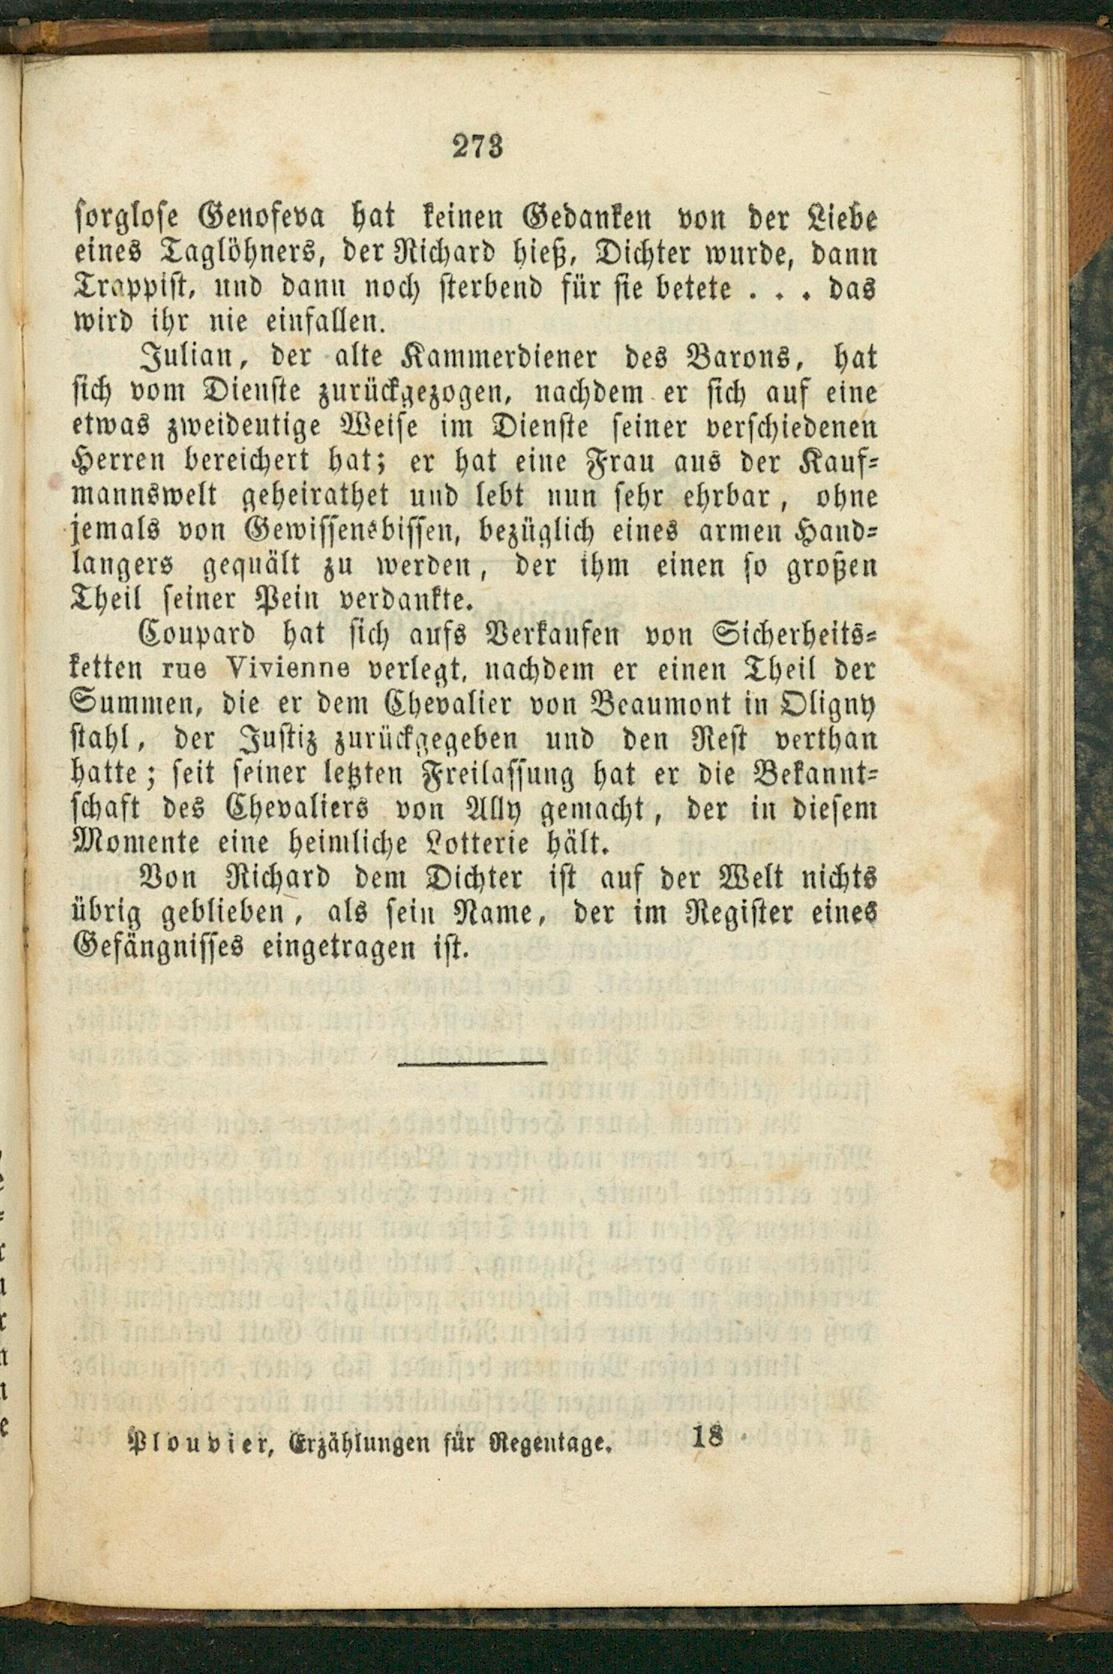 273
sorglose Genofeva hat keinen Gedanken von der Liebe
eines Taglöhners, der Richard hieß, Dichter wurde, dann
Trappist, und dann noch sterbend für sie betete . . . das
wird ihr nie einfallen.
Julian, der alte Kammerdiener des Barons, hat
sich vom Dienste zurückgezogen, nachdem er sich auf eine
etwas zweideutige Weise im Dienste seiner verschiedenen
Herren bereichert hat; er hat eine Frau aus der Kauf-
mannswelt geheirathet und lebt nun sehr ehrbar, ohne
jemals von Gewissensbissen, bezüglich eines armen Hand-
langers gequält zu werden, der ihm einen so großen
Theil seiner Pein verdankte.
Coupard hat sich aufs Verkaufen von Sicherheits-
ketten rue Vivienne verlegt, nachdem er einen Theil der
Summen, die er dem Chevalier von Beaumont in Oligny
stahl, der Justiz zurückgegeben und den Rest verthan
hatte; seit seiner letzten Freilassung hat er die Bekannt-
schaft des Chevaliers von Ally gemacht, der in diesem
Momente eine heimliche Lotterie hält.
Von Richard dem Dichter ist auf der Welt nichts
übrig geblieben, als sein Name, der im Register eines
Gefängnisses eingetragen ist.
Plouvier, Erzählungen für Regentage. 18